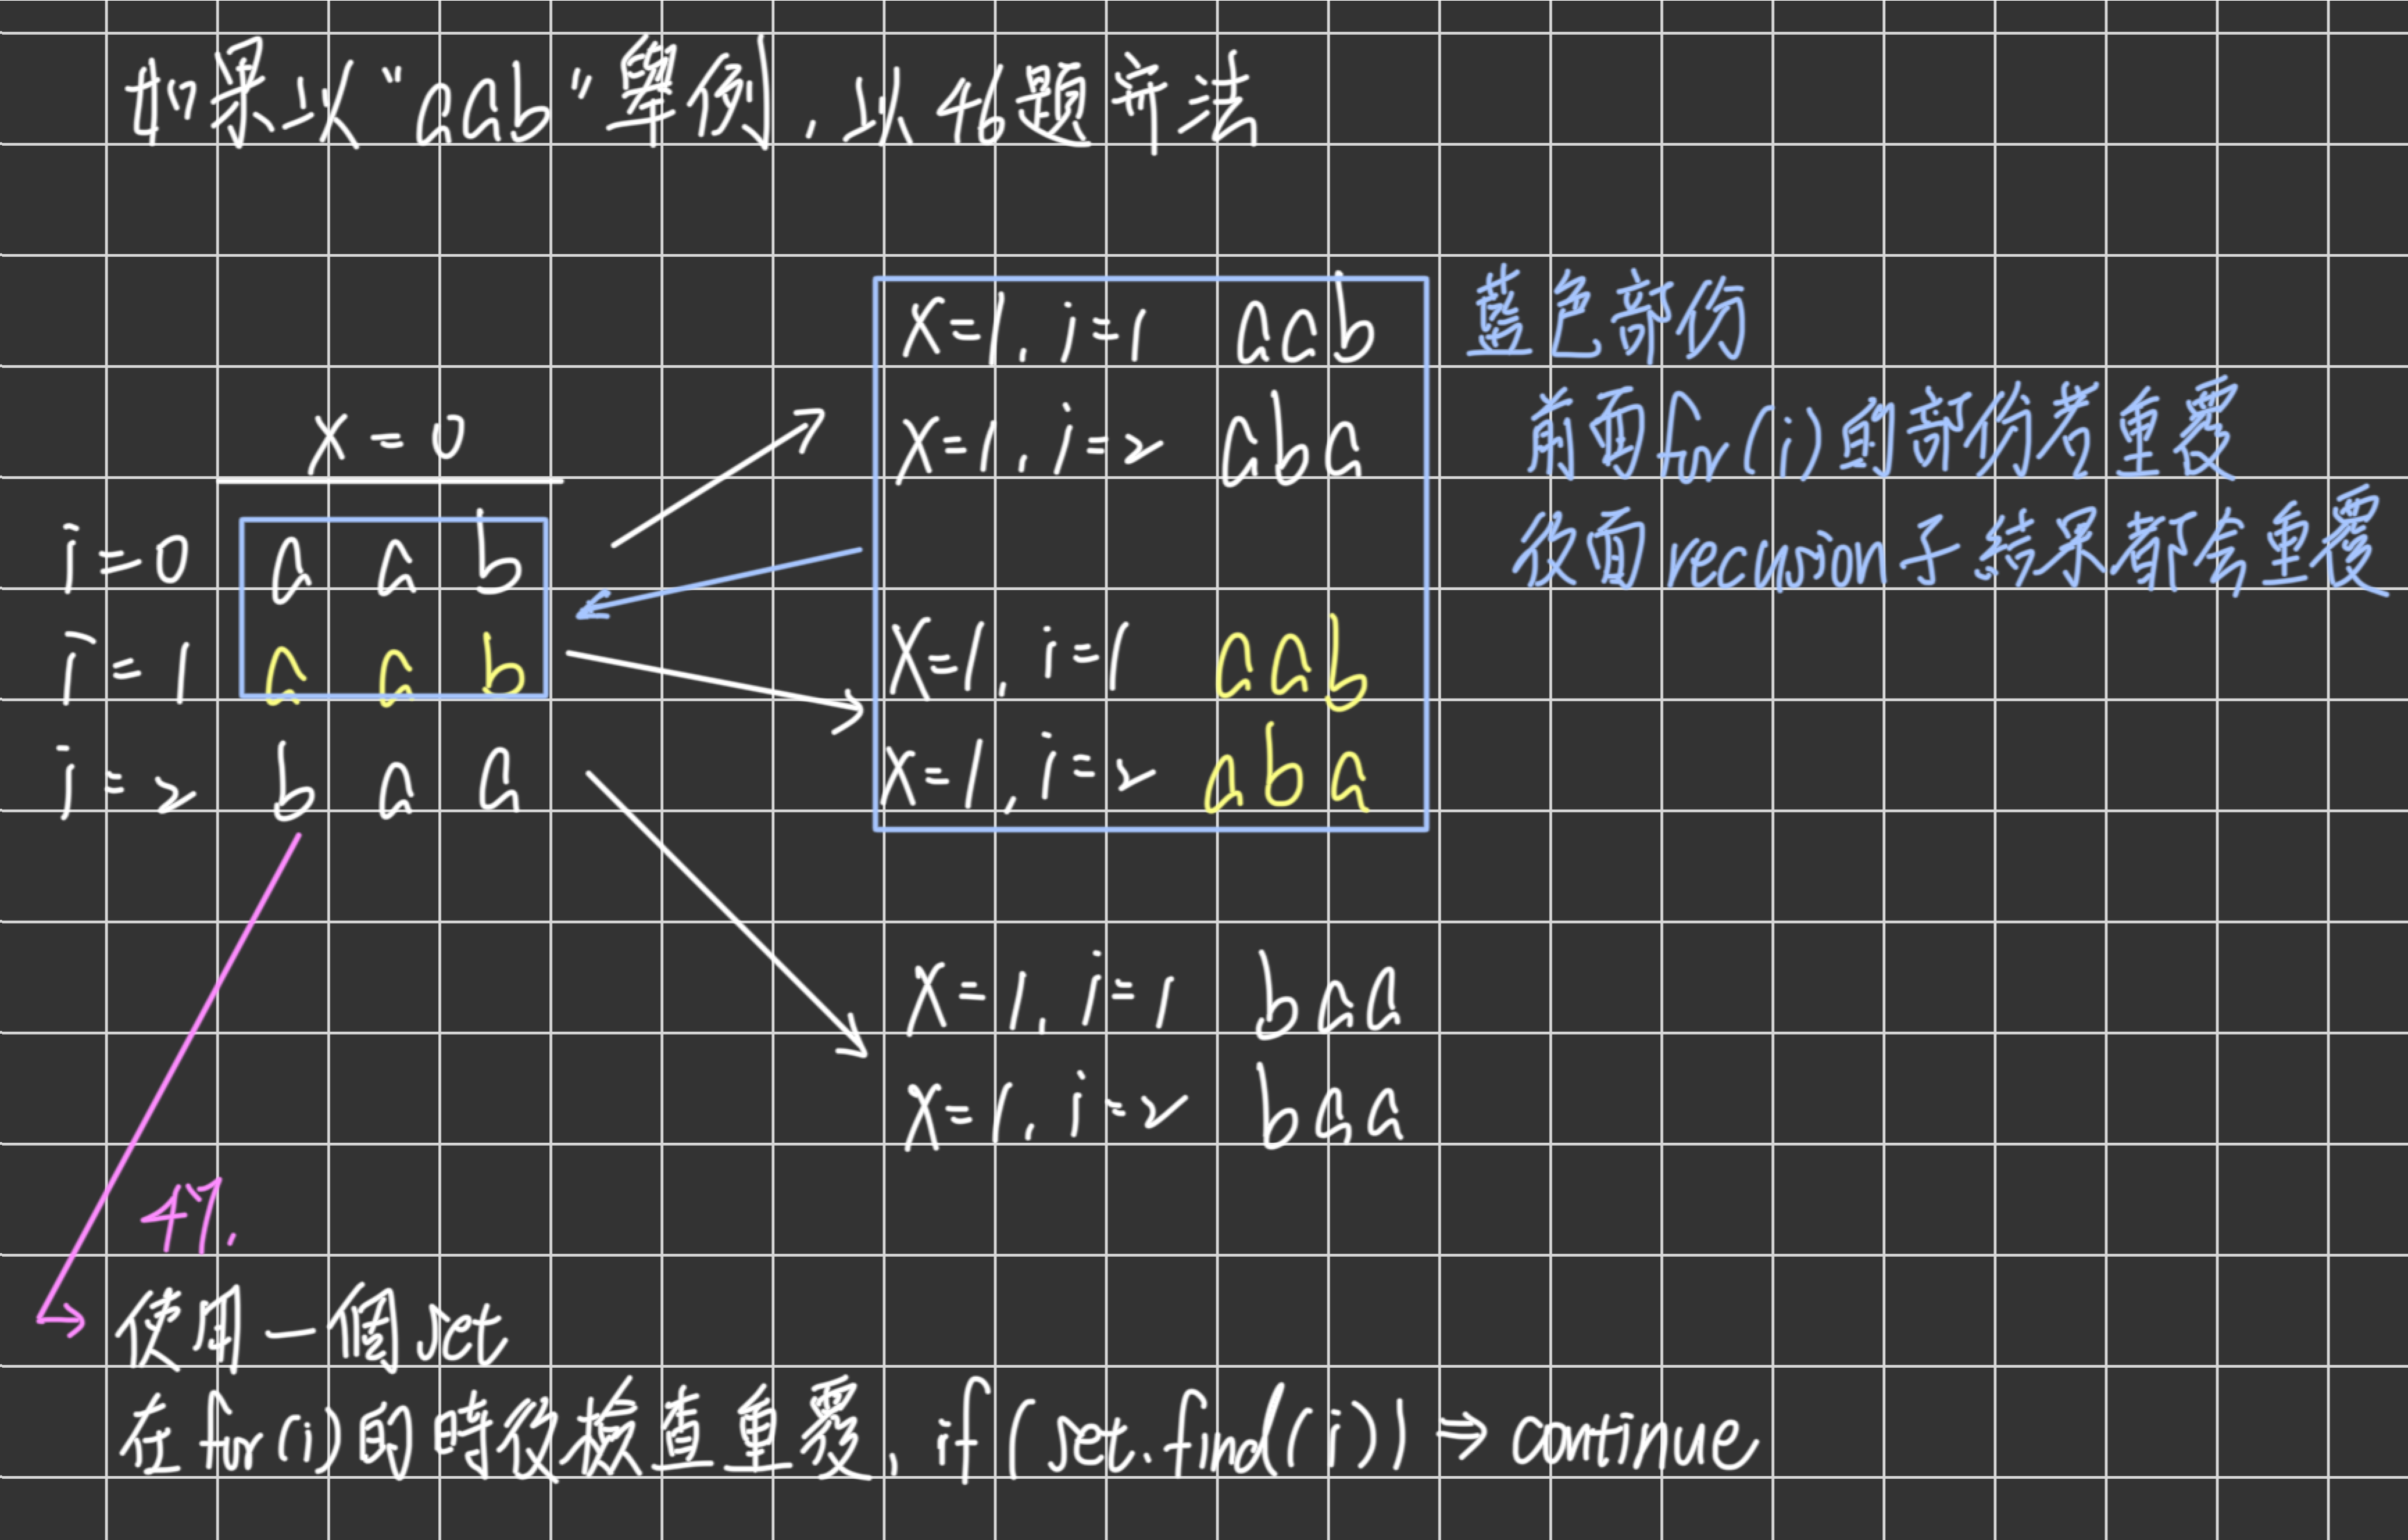 如果以"aab"舉例, 以46題解法
x=0
i=0 a a b
i=1 a a b
i=2 b a a
x=1, i=1 aab
x=1, i=2 aba
x=1, i=1 aab
x=1, i=2 aba
x=1, i=1 baa
x=1, i=2 baa
藍色部份
前面for(i)的部份若重覆
後面recursion子結果都會重覆
47.
使用一個set
在for(i)的時後檢查重覆, if(set.find(i)) ⇒ continue